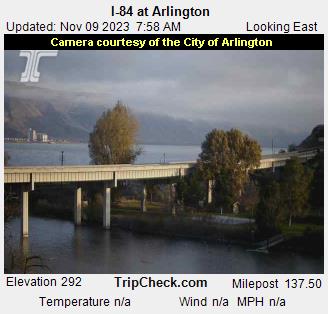 I-84 at Arlington
Updated: Nov 09 2023 7:58 AM Looking East
Camera courtesy of the City of Arlington
Elevation 292 TripCheck.com Milepost 137.50
Temperature n/a Wind n/a MPH n/a